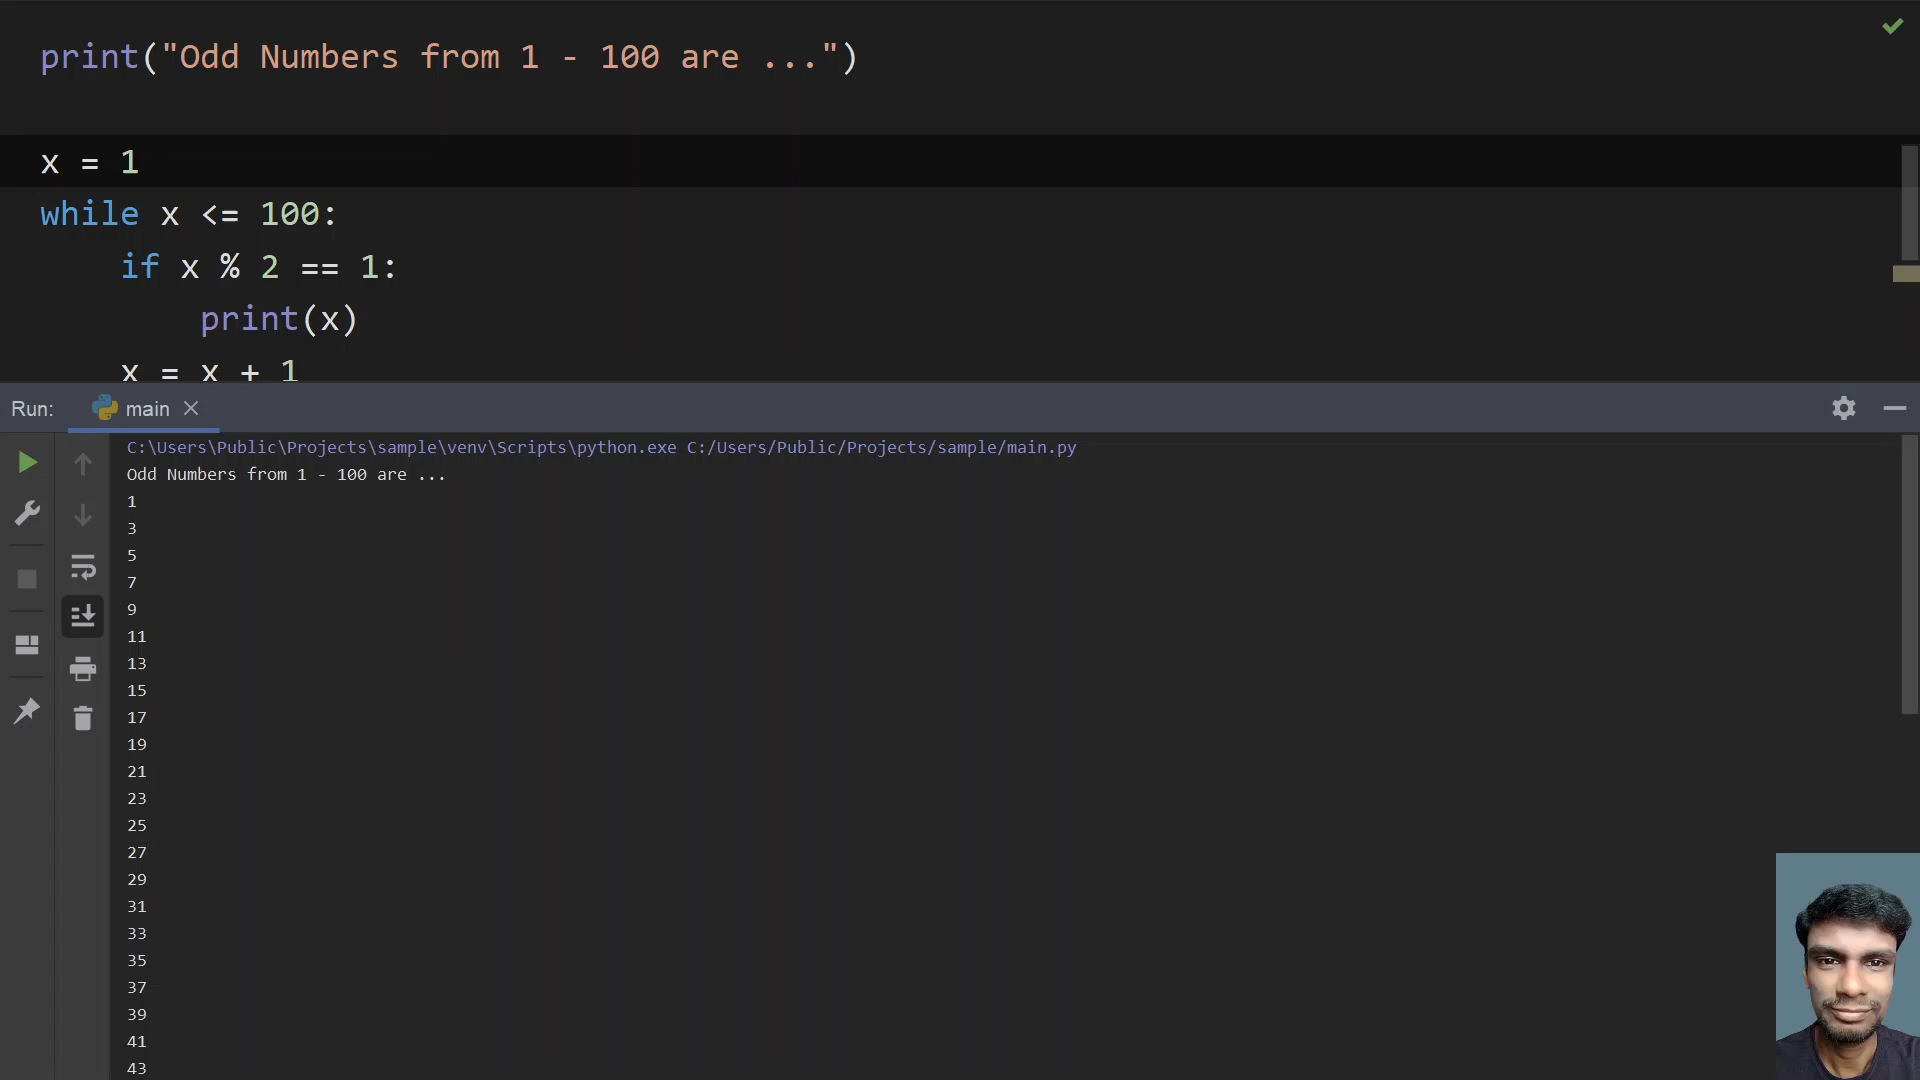 print("Odd Numbers from 1 - 100 are ...")
x = 1
while x <= 100:
    if x % 2 == 1:
        print(x)
    x = x + 1
Run: main
C:\Users\Public\Projects\sample\venv\Scripts\python.exe C:/Users/Public/Projects/sample/main.py
Odd Numbers from 1 - 100 are ...
1
3
5
7
9
11
13
15
17
19
21
23
25
27
29
31
33
35
37
39
41
43